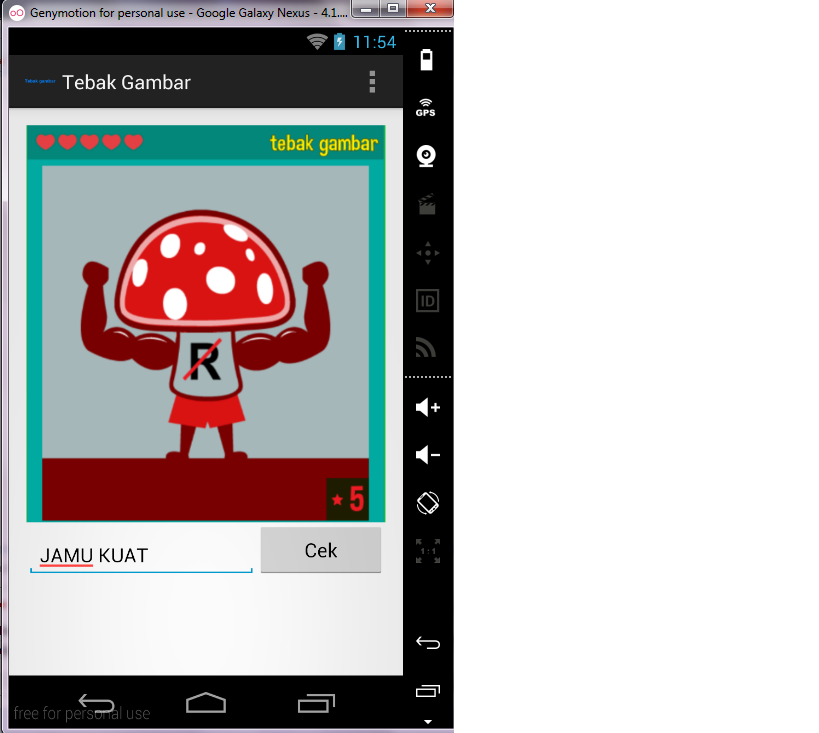 Genymotion for personal use - Google Galaxy Nexus - 4.1....
11:54
Tebak gambar
Tebak Gambar
GPS
tebak gambar
R
ID
5
JAMU KUAT
Cek
1:1
free for personal use